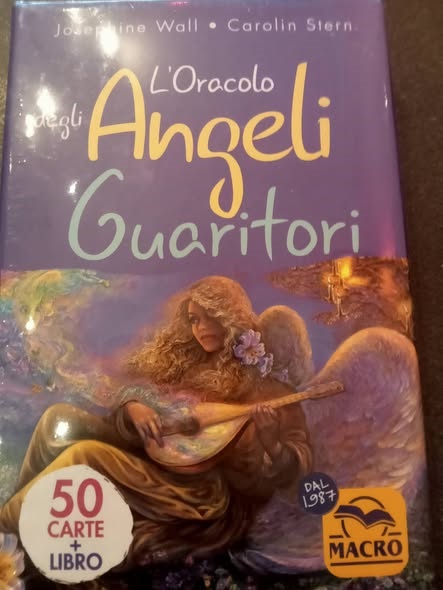 Josephine Wall • Carolin Stern
L'Oracolo
degli
Angeli
Guaritori
50
CARTE
+
LIBRO
DAL
1987
MACRO